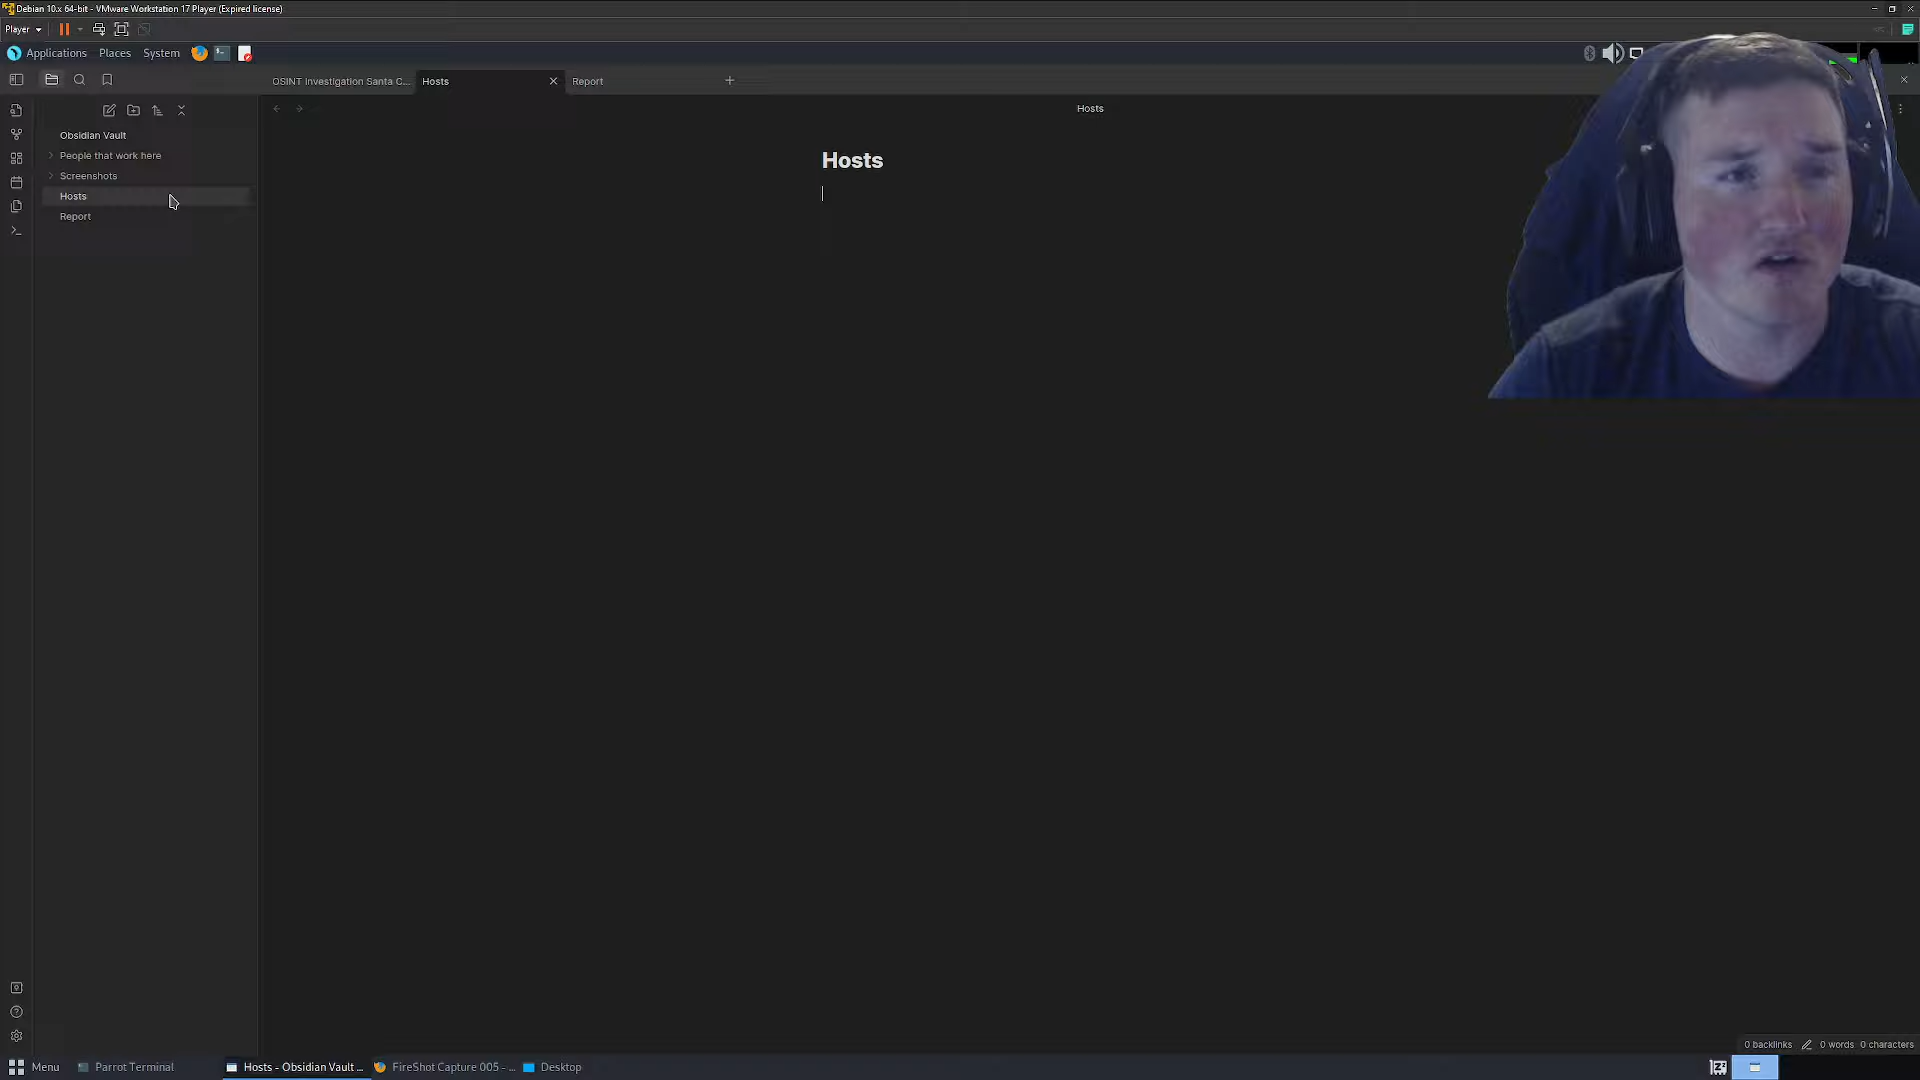 Debian 10.x 64-bit - VMware Workstation 17 Player (Expired license)
Player
Applications Places System
OSINT Investigation Santa C...
Hosts
Report
Hosts
Obsidian Vault
People that work here
Screenshots
Hosts
Report
Hosts
0 backlinks 0 words 0 characters
Menu
Parrot Terminal
Hosts - Obsidian Vault ...
FireShot Capture 005 - ...
Desktop